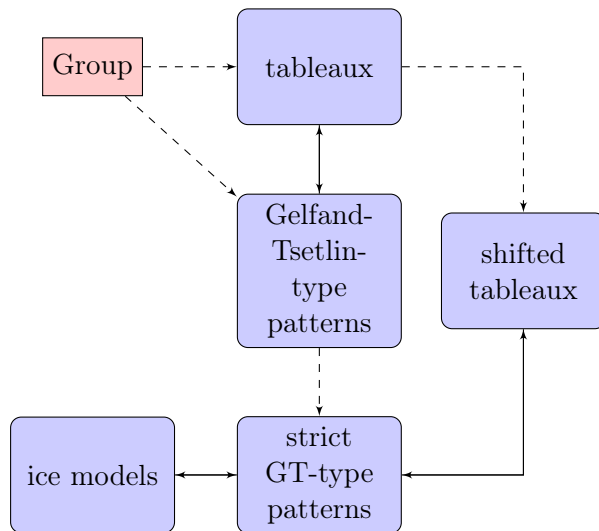 Group
tableaux
Gelfand-
Tsetlin-
type
patterns
shifted
tableaux
ice models
strict
GT-type
patterns